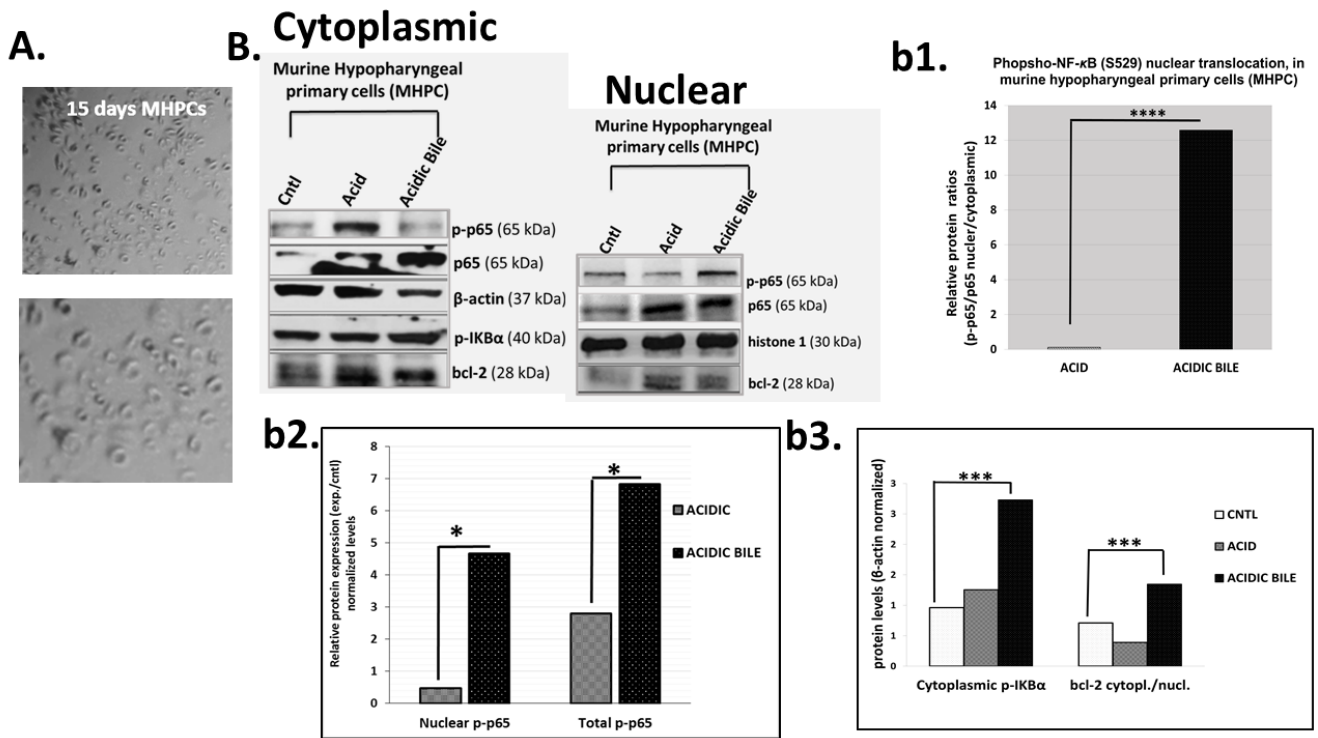 A.
15 days MHPCs
B.
Cytoplasmic
Murine Hypopharyngeal
primary cells (MHPC)
Cntl
Acid
Acidic Bile
p-p65 (65 kDa)
p65 (65 kDa)
β-actin (37 kDa)
p-IKBα (40 kDa)
bcl-2 (28 kDa)
Nuclear
Murine Hypopharyngeal
primary cells (MHPC)
Cntl
Acid
Acidic Bile
p-p65 (65 kDa)
p65 (65 kDa)
histone 1 (30 kDa)
bcl-2 (28 kDa)
b1.
Phopsho-NF-κB (S529) nuclear translocation, in
murine hypopharyngeal primary cells (MHPC)
Relative protein ratios
(p-p65/p65 nucler/cytoplasmic)
14
12
10
8
6
4
2
0
****
ACID
ACIDIC BILE
b2.
Relative protein expression (exp./cntl)
normalized levels
8
7
6
5
4
3
2
1
0
*
*
Nuclear p-p65
Total p-p65
ACIDIC
ACIDIC BILE
b3.
protein levels (β-actin normalized)
3
3
2
2
1
1
0
***
***
Cytoplasmic p-IKBα
bcl-2 cytopl./nucl.
CNTL
ACID
ACIDIC BILE